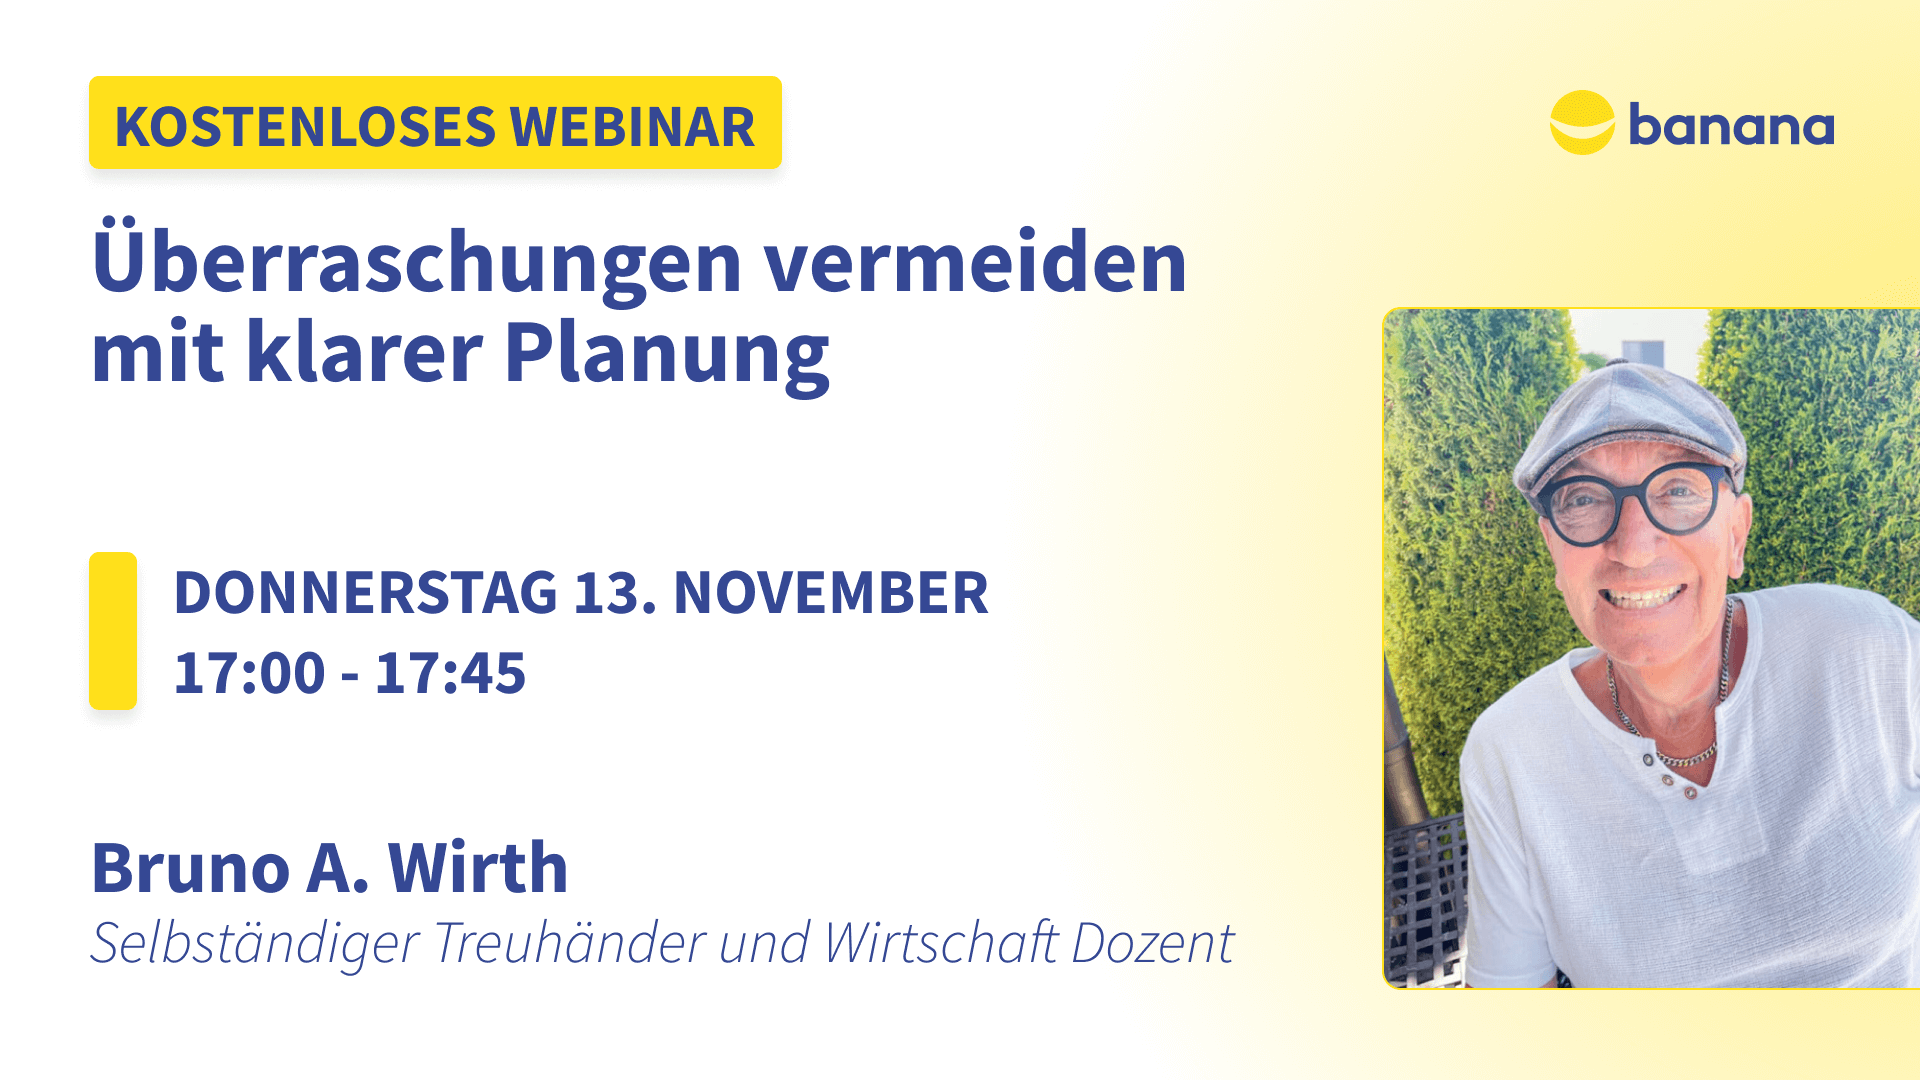 KOSTENLOSES WEBINAR
banana
Überraschungen vermeiden
mit klarer Planung
DONNERSTAG 13. NOVEMBER
17:00 - 17:45
Bruno A. Wirth
Selbständiger Treuhänder und Wirtschaft Dozent